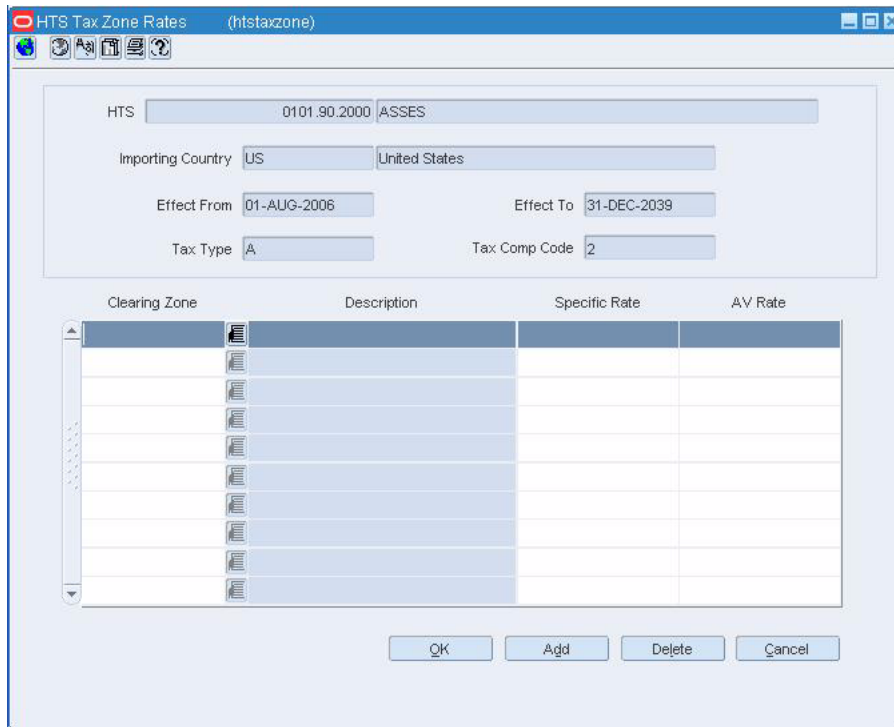 HTS Tax Zone Rates (htstaxzone)
HTS 0101.90.2000 ASSES
Importing Country US United States
Effect From 01-AUG-2006 Effect To 31-DEC-2039
Tax Type A Tax Comp Code 2
Clearing Zone Description Specific Rate AV Rate
OK Add Delete Cancel